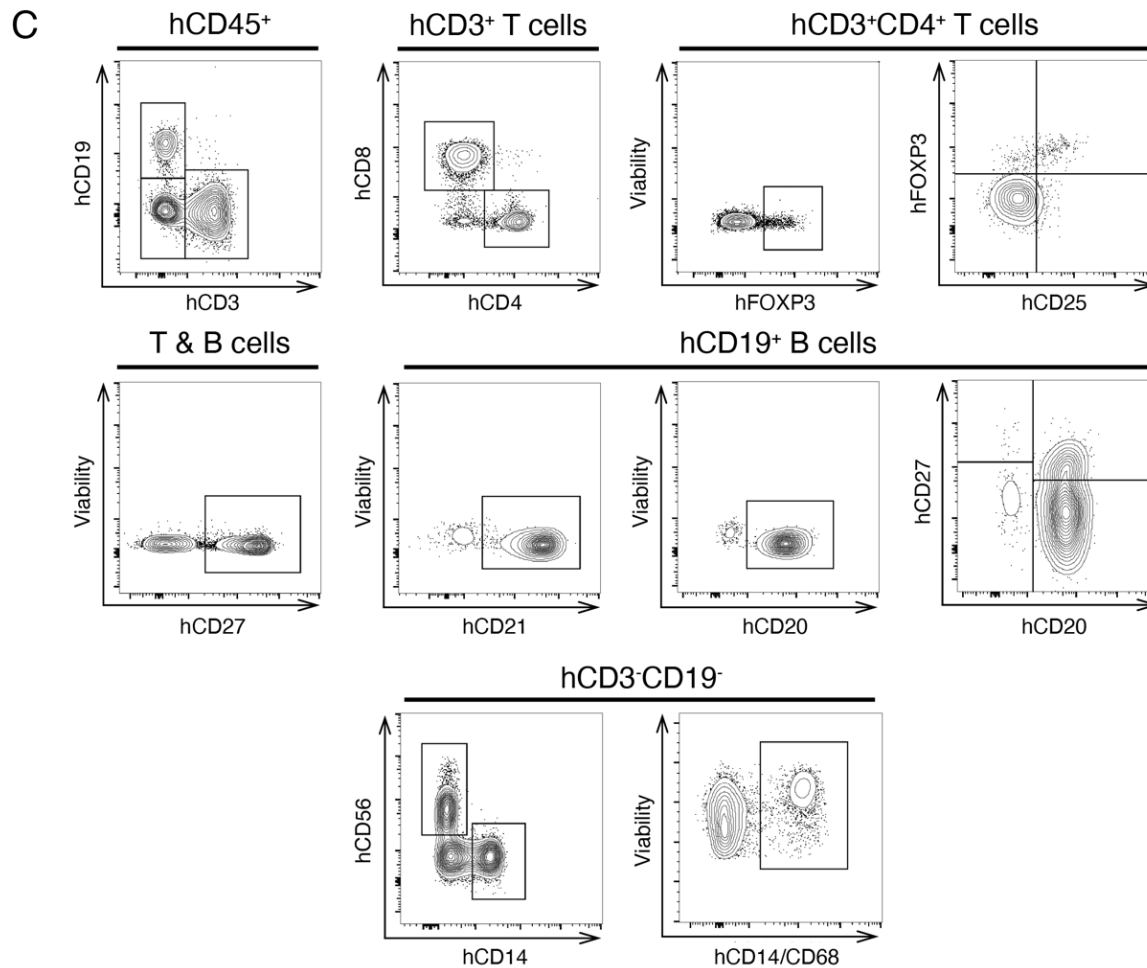 C
hCD45⁺
hCD3⁺ T cells
hCD3⁺CD4⁺ T cells
hCD19
hCD3
hCD8
hCD4
Viability
hFOXP3
hFOXP3
hCD25
T & B cells
hCD19⁺ B cells
Viability
hCD27
Viability
hCD21
Viability
hCD20
hCD27
hCD20
hCD3⁻CD19⁻
hCD56
hCD14
Viability
hCD14/CD68